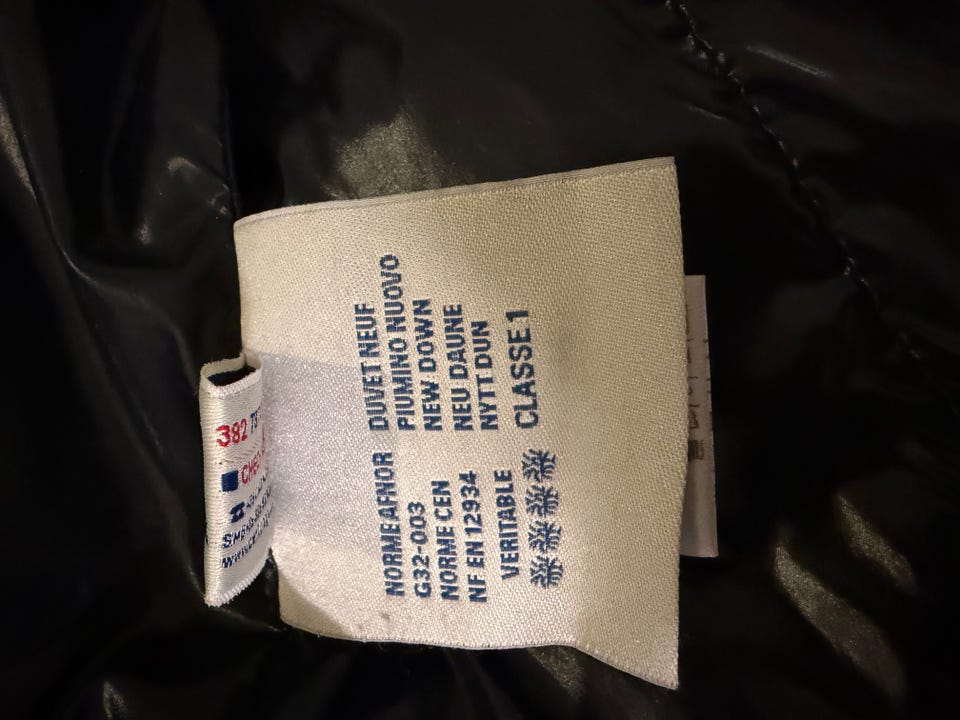 NORME AFNOR
G32-003
NORME CEN
NF EN 12934
VERITABLE
DUVET NEUF
PIUMINO NUOVO
NEW DOWN
NEU DAUNE
NYTT DUN
CLASSE 1
382